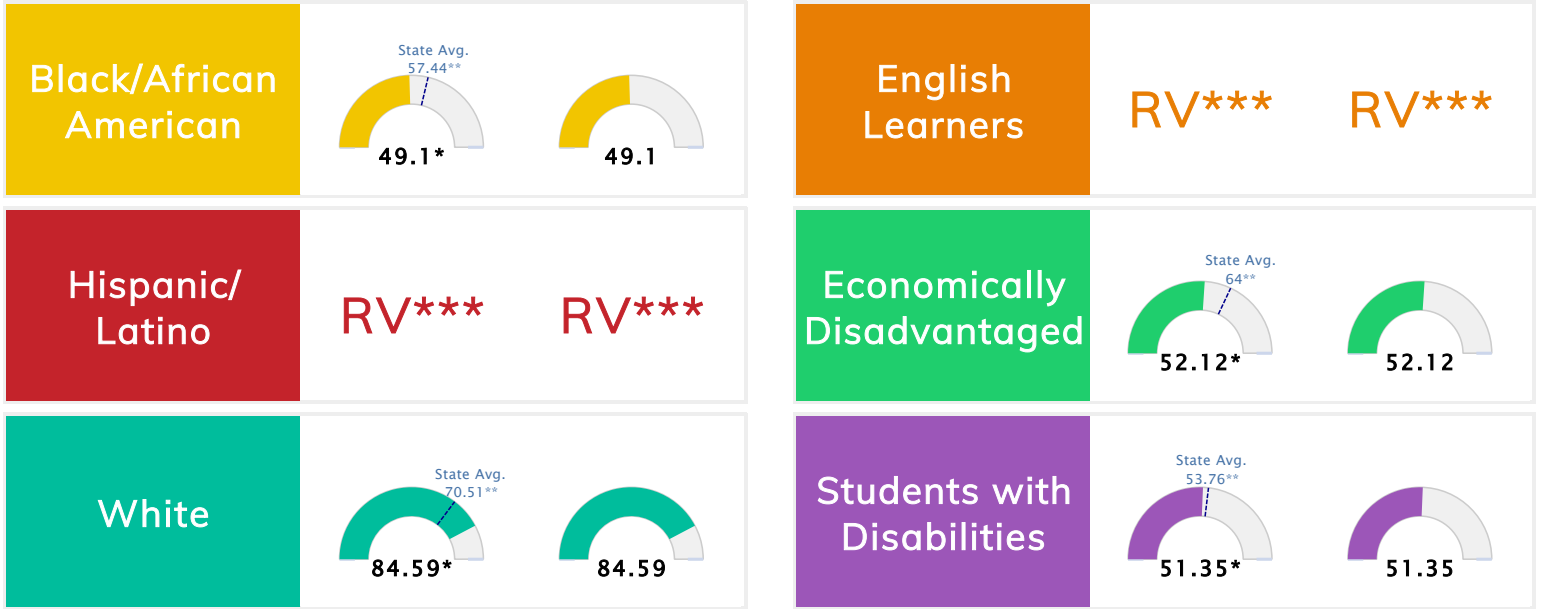 Black/African
American
State Avg.
57.44**
49.1*
49.1
English
Learners
RV***
RV***
Hispanic/
Latino
RV***
RV***
Economically
Disadvantaged
State Avg.
64**
52.12*
52.12
White
State Avg.
70.51**
84.59*
84.59
Students with
Disabilities
State Avg.
53.76**
51.35*
51.35